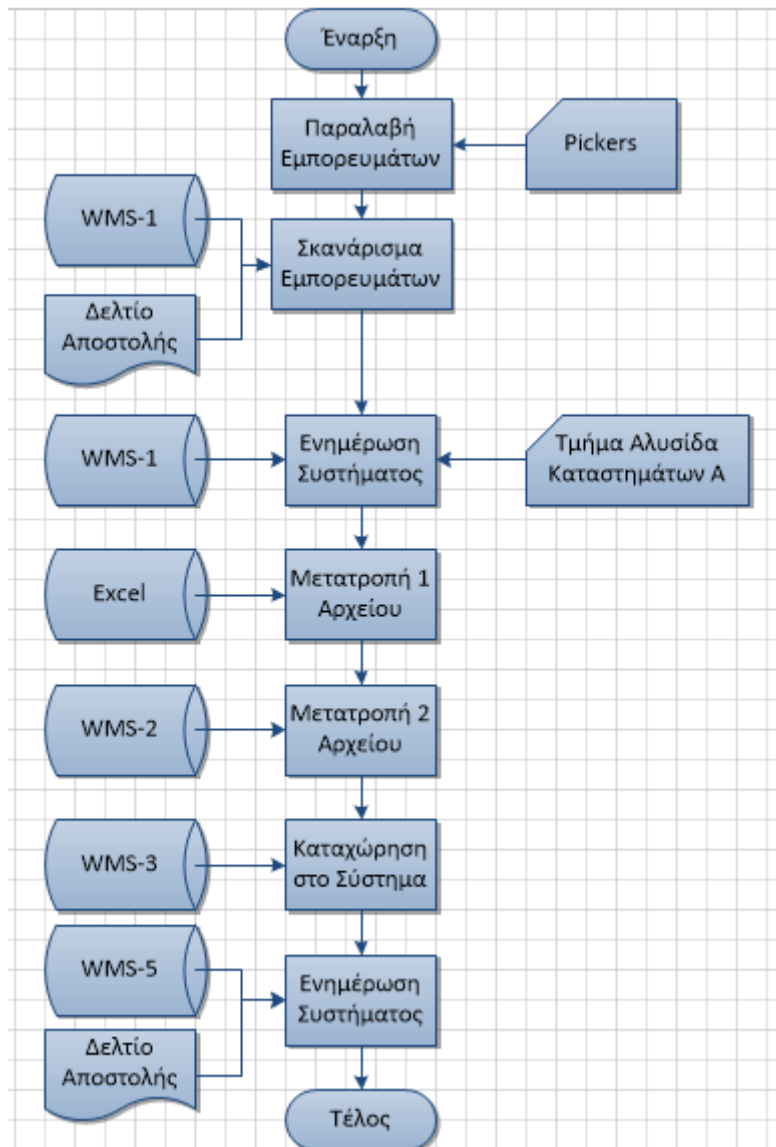 Έναρξη
Παραλαβή
Εμπορευμάτων
Pickers
WMS-1
Σκανάρισμα
Εμπορευμάτων
Δελτίο
Αποστολής
WMS-1
Ενημέρωση
Συστήματος
Τμήμα Αλυσίδα
Καταστημάτων Α
Excel
Μετατροπή 1
Αρχείου
WMS-2
Μετατροπή 2
Αρχείου
WMS-3
Καταχώρηση
στο Σύστημα
WMS-5
Ενημέρωση
Συστήματος
Δελτίο
Αποστολής
Τέλος